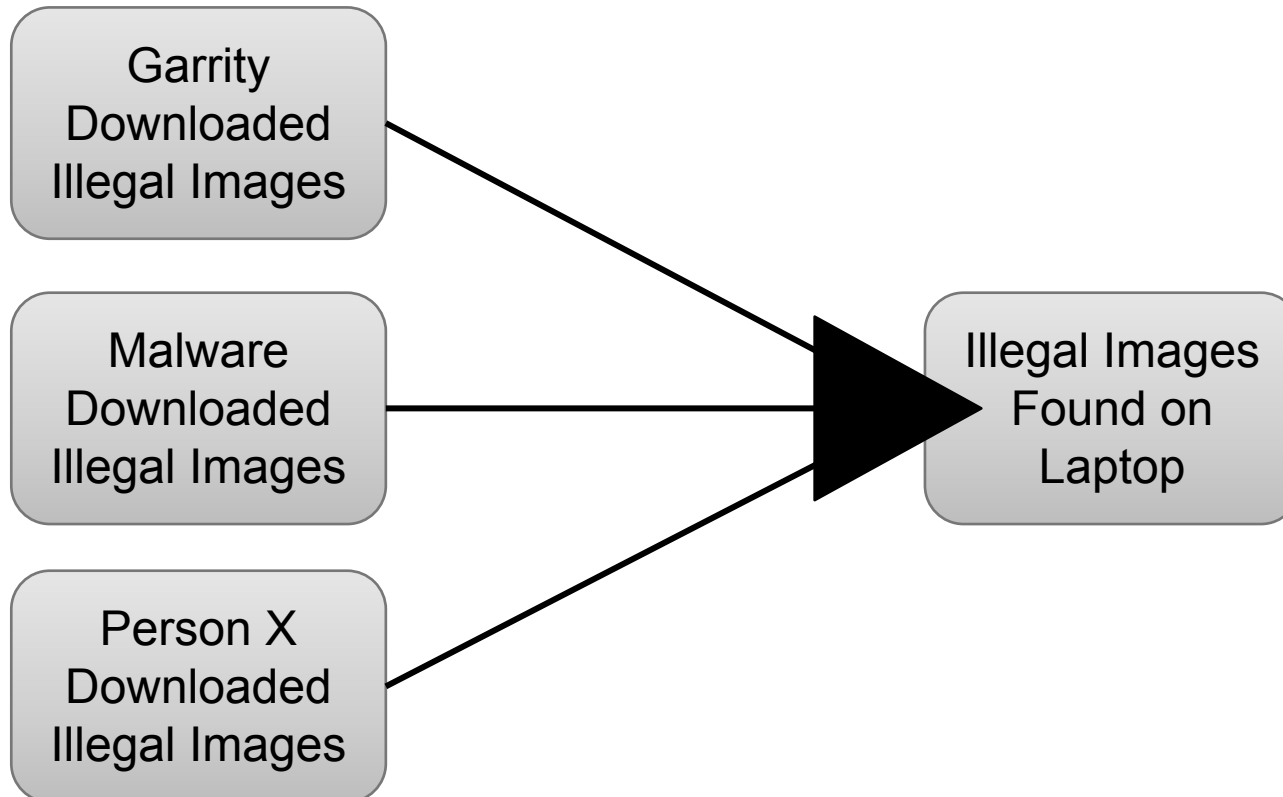 Garrity
Downloaded
Illegal Images
Malware
Downloaded
Illegal Images
Person X
Downloaded
Illegal Images
Illegal Images
Found on
Laptop